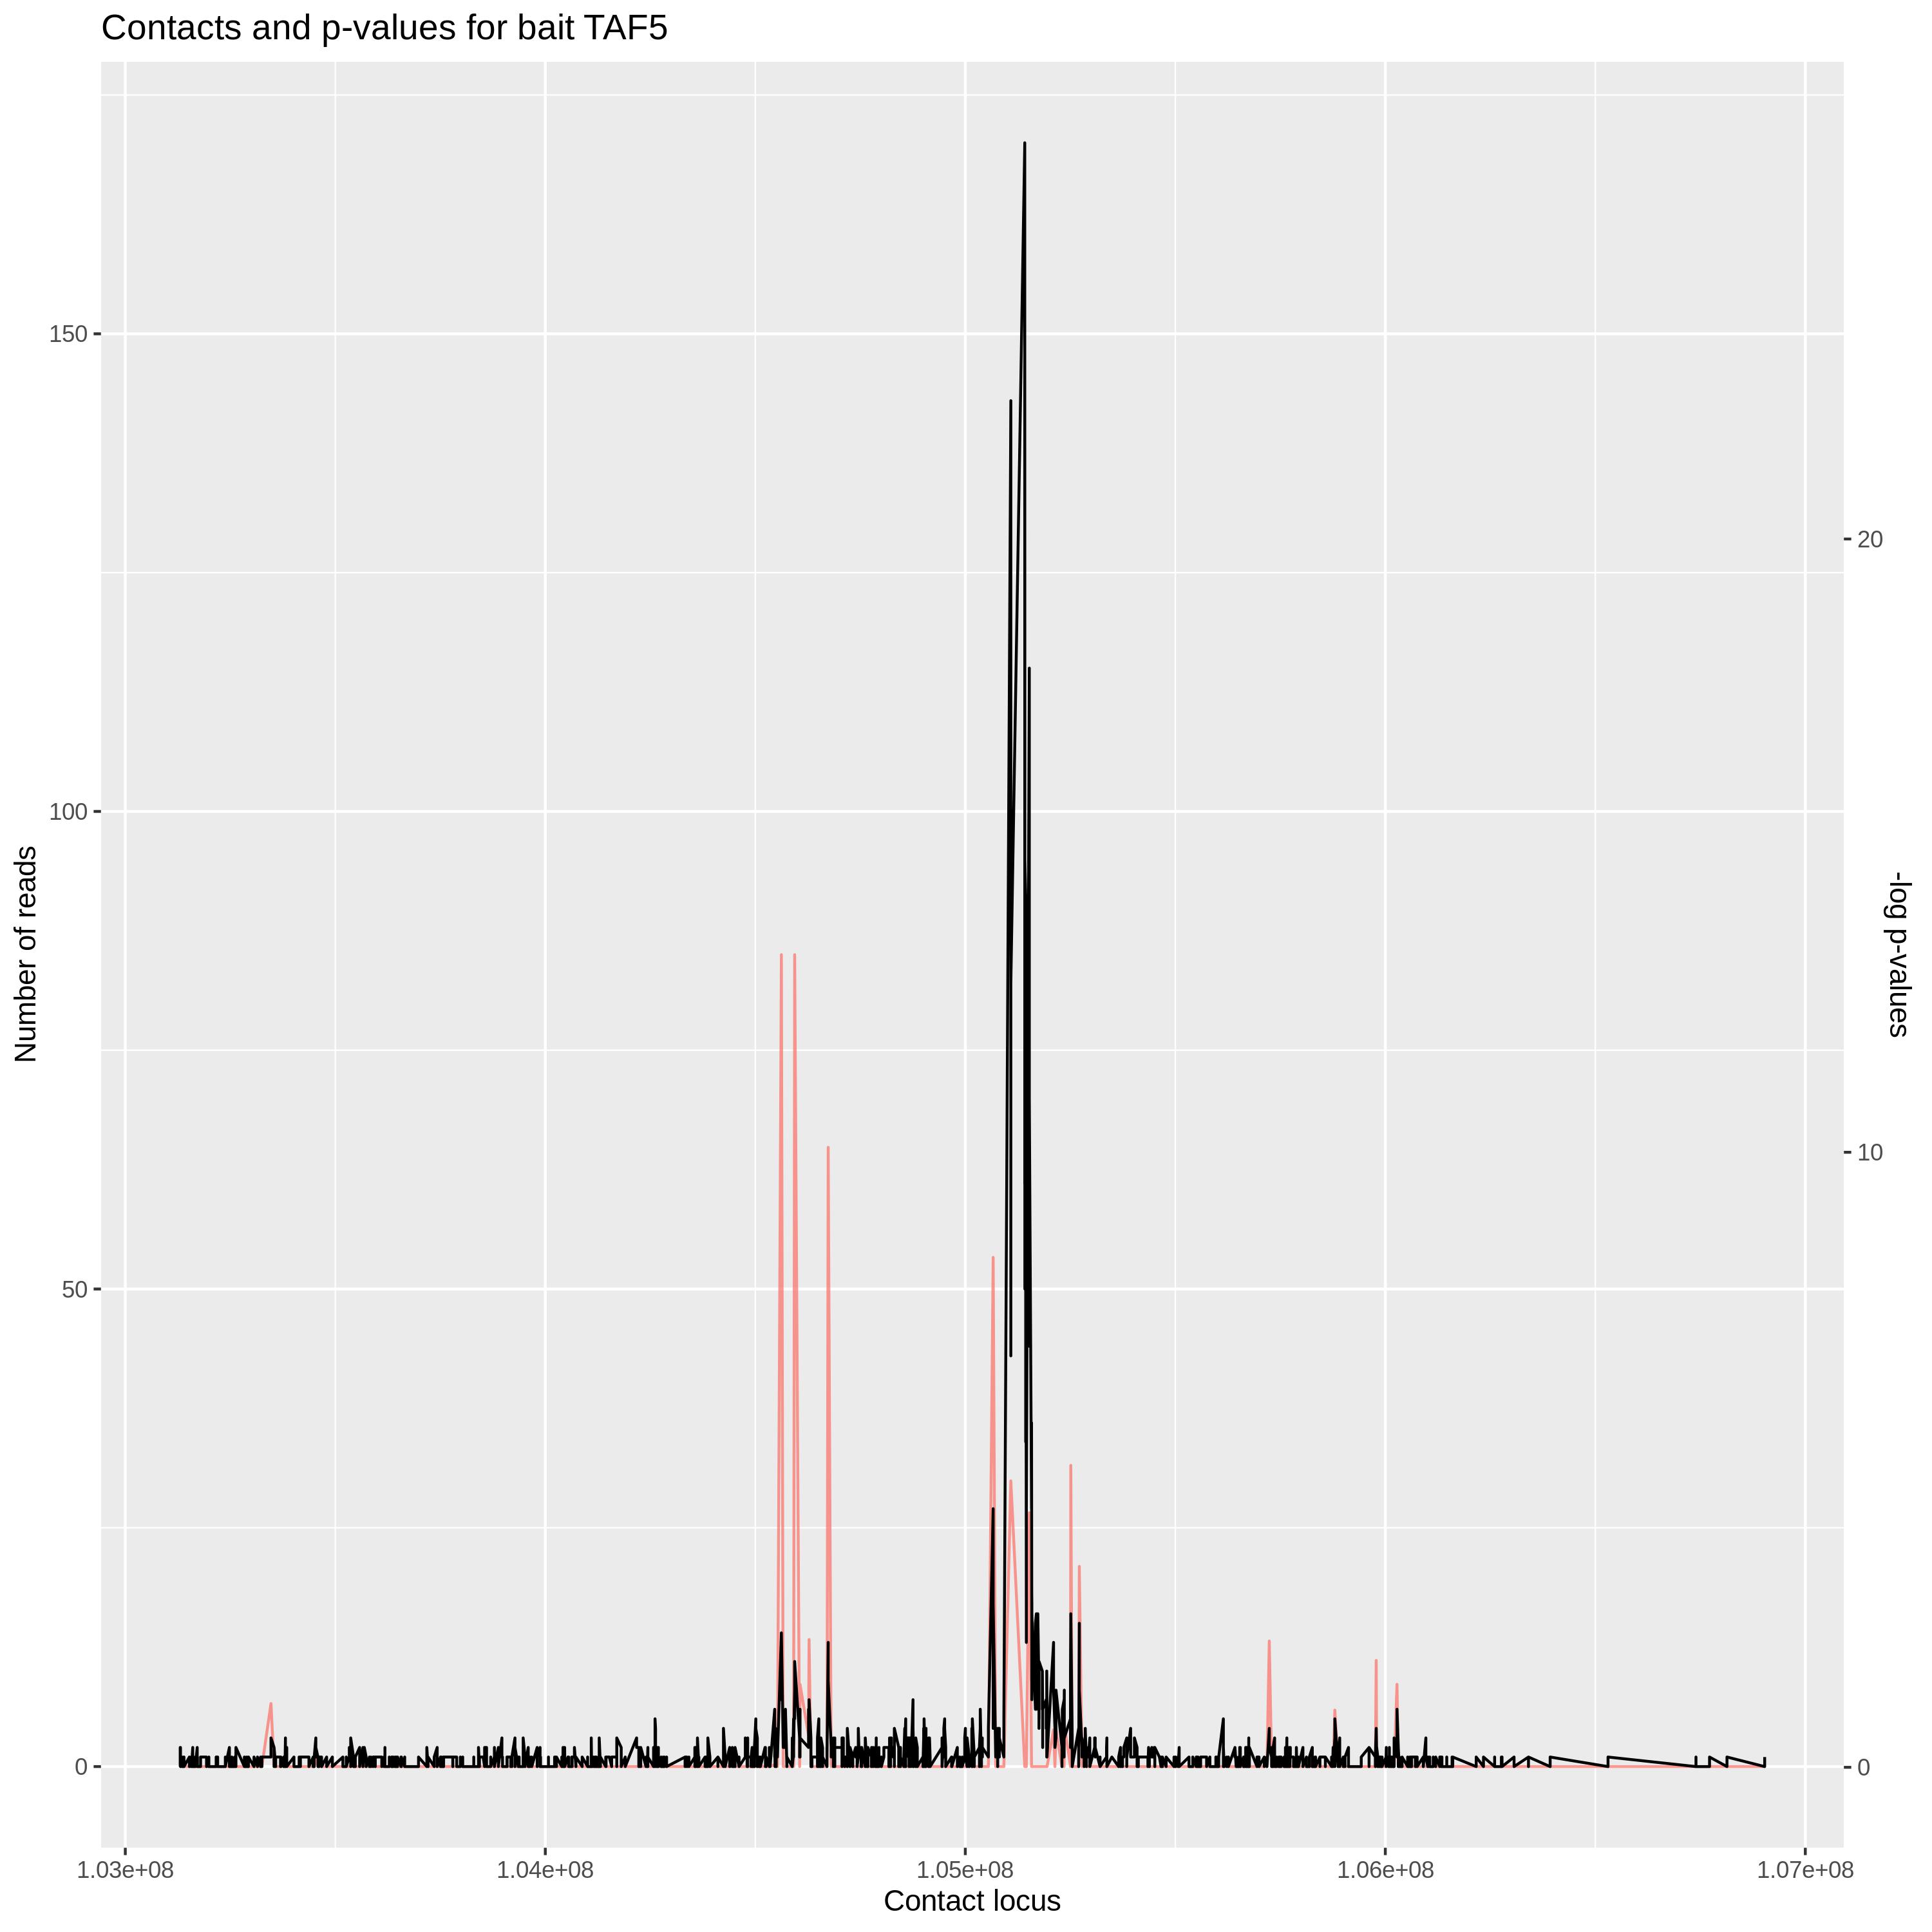 Contacts and p-values for bait TAF5
150
100
50
0
Number of reads
20
10
0
-log p-values
1.03e+08
1.04e+08
1.05e+08
1.06e+08
1.07e+08
Contact locus